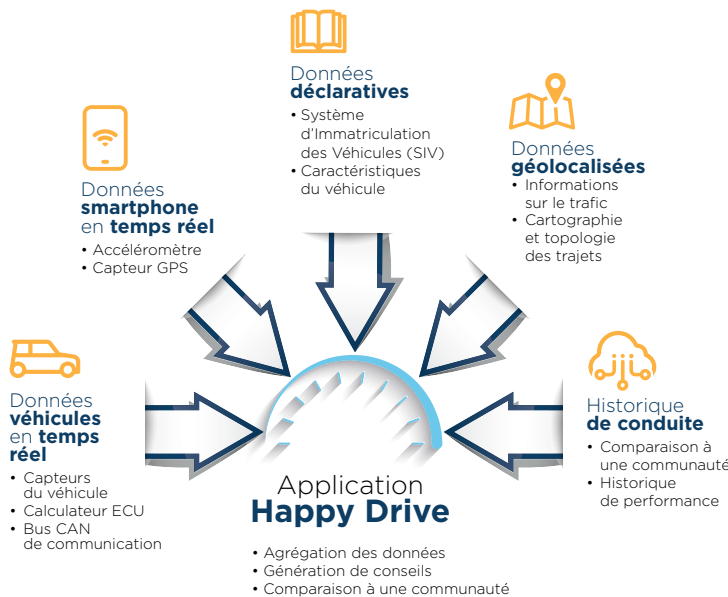 Données
déclaratives
• Système
d'Immatriculation
des Véhicules (SIV)
• Caractéristiques
du véhicule
Données
géolocalisées
• Informations
sur le trafic
• Cartographie
et topologie
des trajets
Données
smartphone
en temps réel
• Accéléromètre
• Capteur GPS
Données
véhicules
en temps
réel
• Capteurs
du véhicule
• Calculateur ECU
• Bus CAN
de communication
Historique
de conduite
• Comparaison à
une communauté
• Historique
de performance
Application
Happy Drive
• Agrégation des données
• Génération de conseils
• Comparaison à une communauté